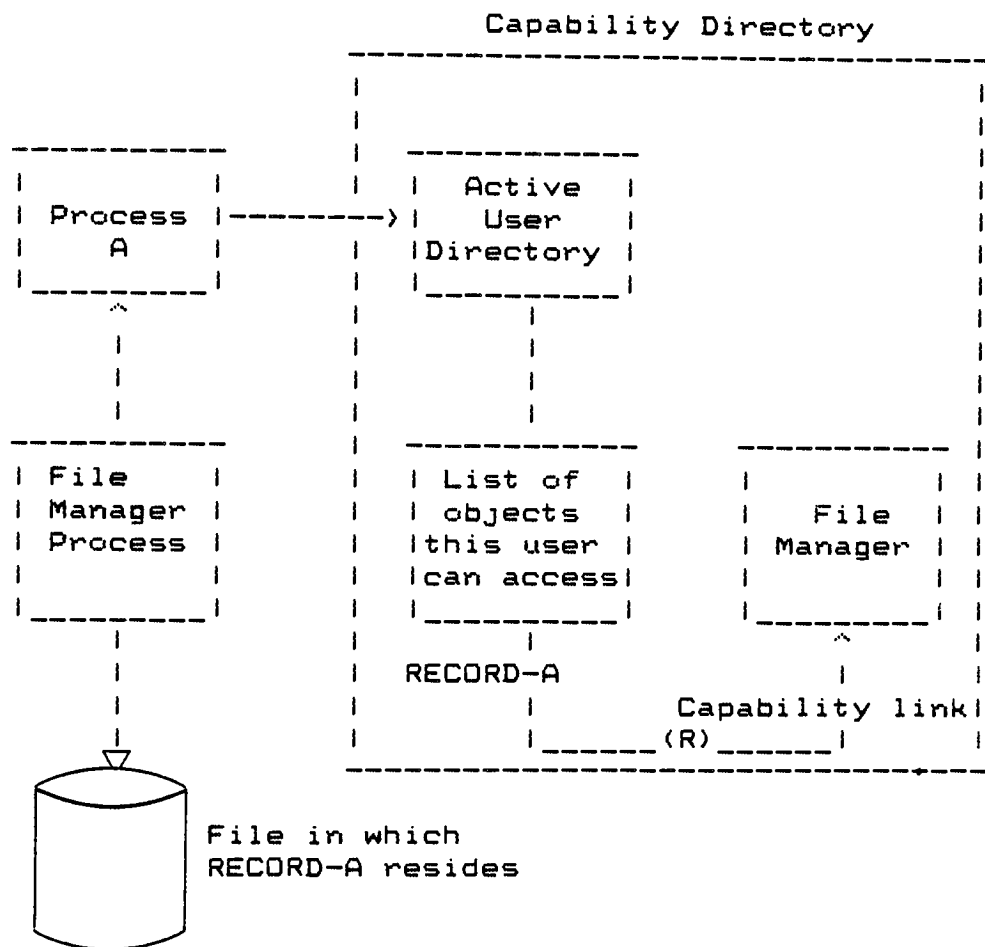 Capability Directory
Process
A
Active
User
Directory
File
Manager
Process
List of
objects
this user
can access
File
Manager
RECORD-A
Capability link
(R)
File in which
RECORD-A resides